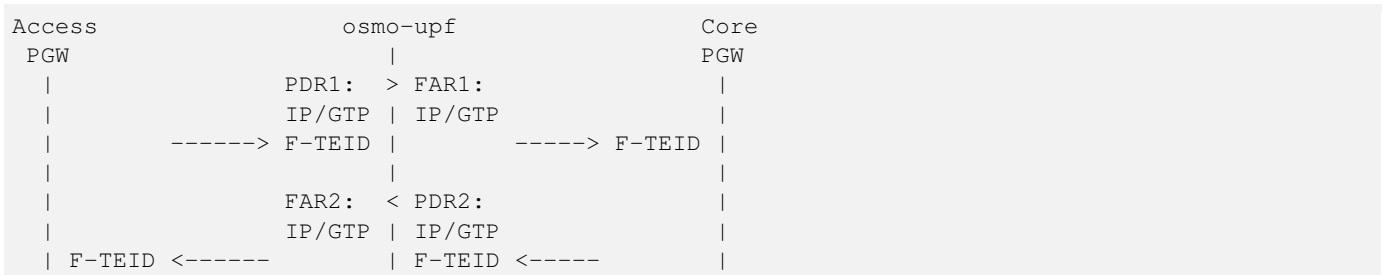 Access                    osmo-upf                    Core
 PGW                         |                         PGW
  |                   PDR1:  > FAR1:                    |
  |                   IP/GTP | IP/GTP                   |
  |         ------> F-TEID |         -----> F-TEID |
  |                          |                          |
  |                   FAR2:  < PDR2:                    |
  |                   IP/GTP | IP/GTP                   |
  | F-TEID <------         | F-TEID <-----         |